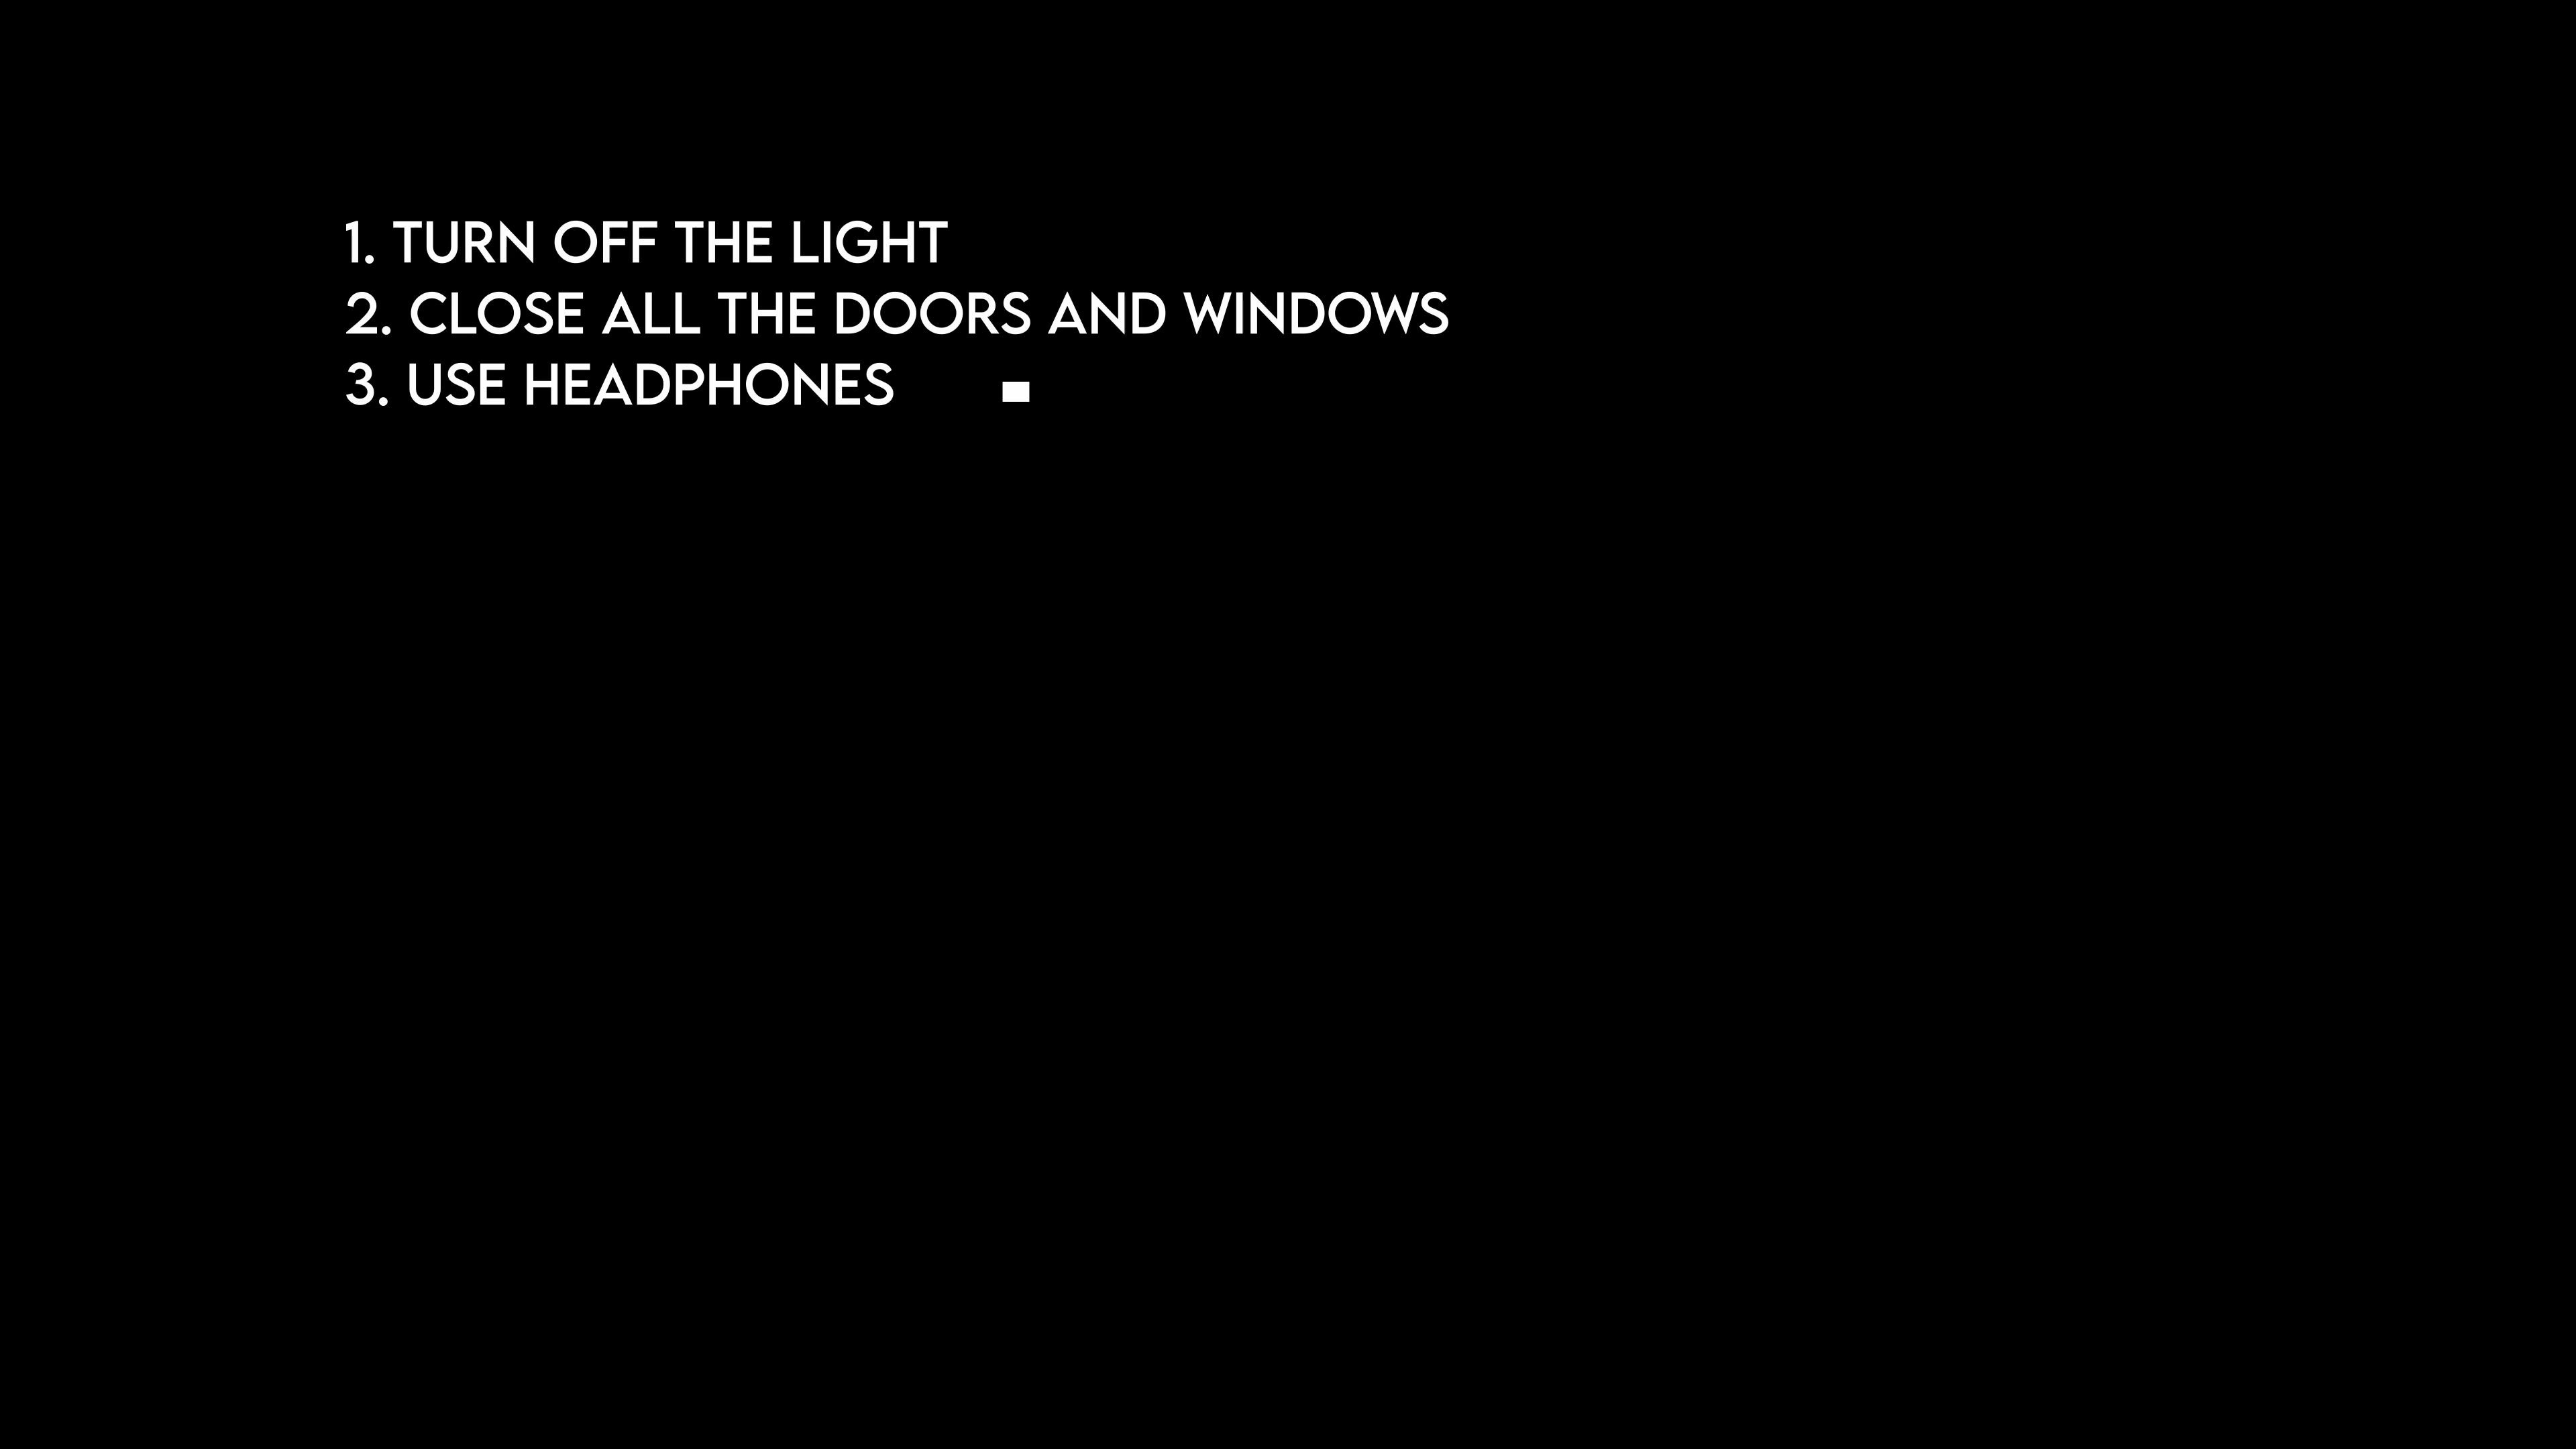 1. TURN OFF THE LIGHT
2. CLOSE ALL THE DOORS AND WINDOWS
3. USE HEADPHONES